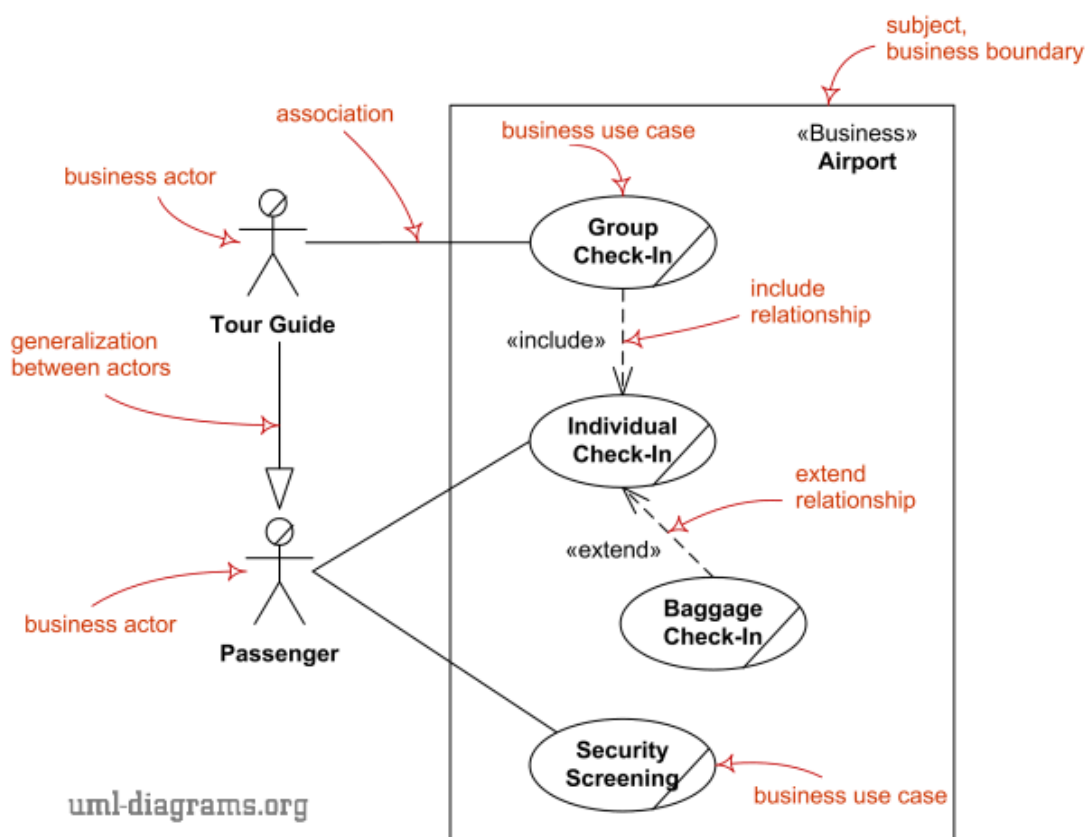 subject,
business boundary
association
business use case
«Business»
Airport
business actor
Group
Check-In
include
relationship
Tour Guide
«include»
generalization
between actors
Individual
Check-In
extend
relationship
«extend»
Baggage
Check-In
business actor
Passenger
Security
Screening
business use case
uml-diagrams.org